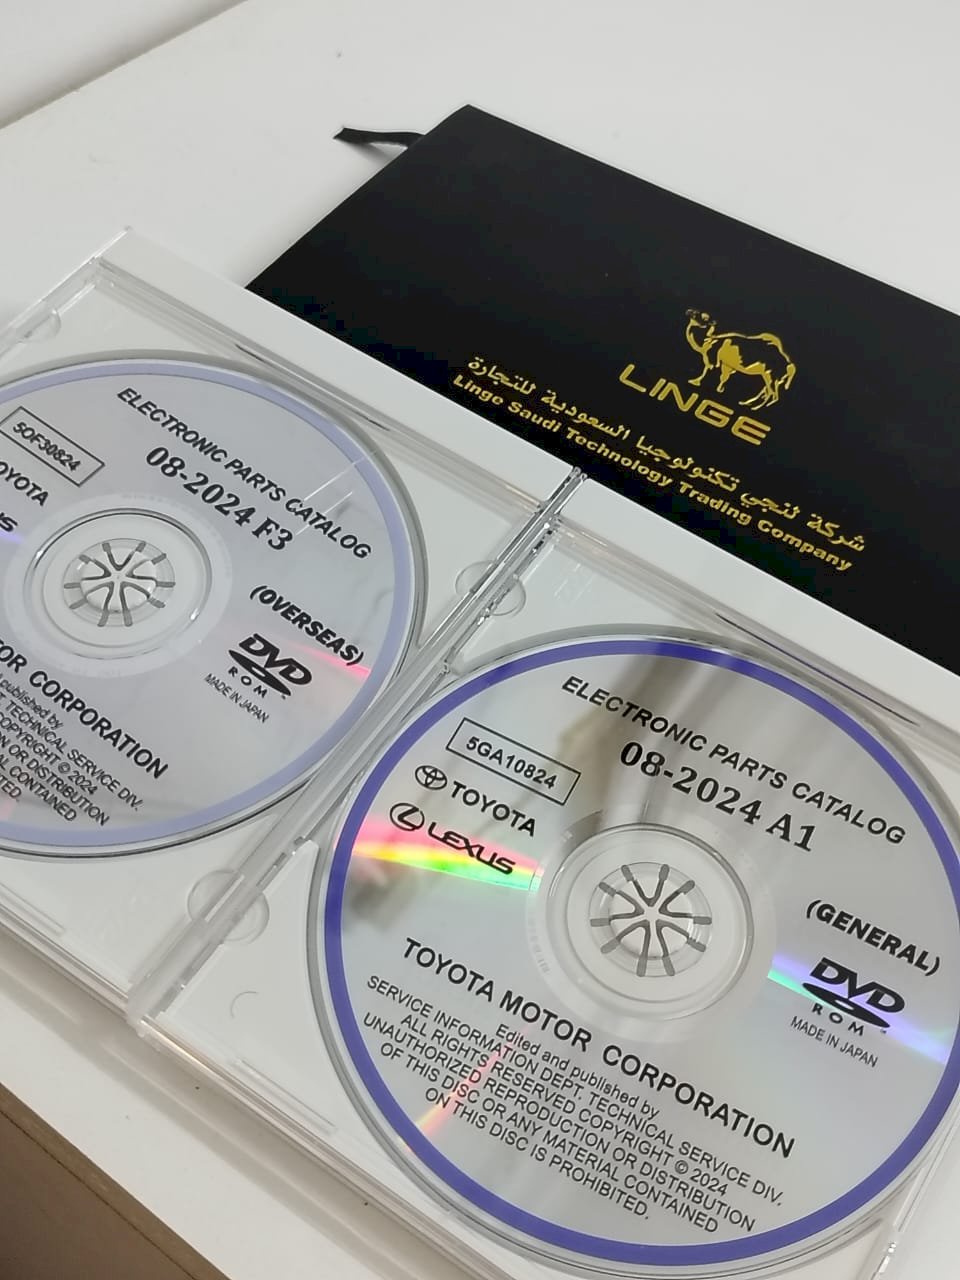 LINGE
شركة لنجي تكنولوجيا السعودية للتجارة
Linge Saudi Technology Trading Company
ELECTRONIC PARTS CATALOG
08-2024 F3
5OF30824
TOYOTA
(OVERSEAS)
DVD
ROM
MADE IN JAPAN
CORPORATION
published by
TECHNICAL SERVICE DIV.
COPYRIGHT © 2024
OR DISTRIBUTION
CONTAINED
ELECTRONIC PARTS CATALOG
08-2024 A1
5GA10824
TOYOTA
LEXUS
(GENERAL)
DVD
ROM
MADE IN JAPAN
TOYOTA MOTOR CORPORATION
Edited and published by
SERVICE INFORMATION DEPT. TECHNICAL SERVICE DIV.
ALL RIGHTS RESERVED COPYRIGHT © 2024
UNAUTHORIZED REPRODUCTION OR DISTRIBUTION
OF THIS DISC OR ANY MATERIAL CONTAINED
ON THIS DISC IS PROHIBITED.